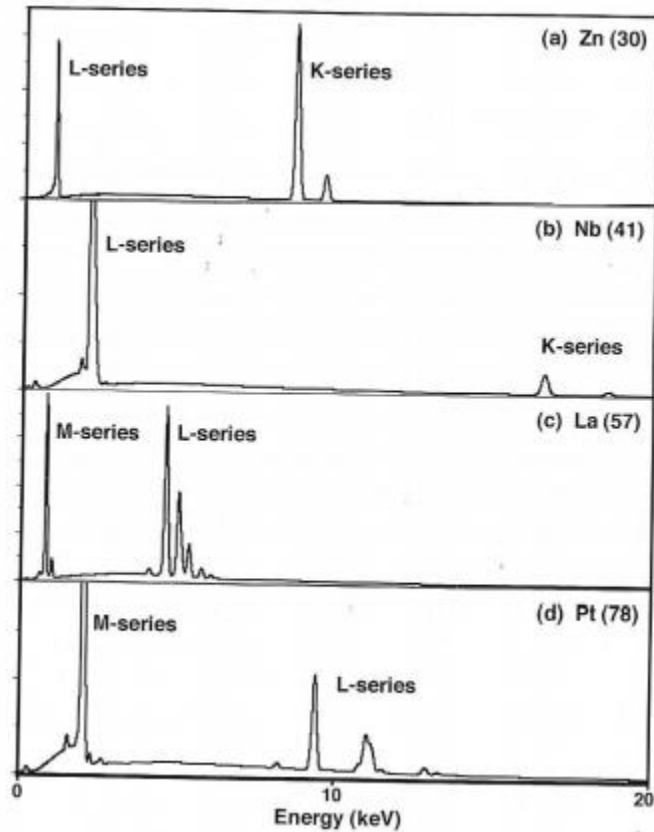 (a) Zn (30)
L-series
K-series
(b) Nb (41)
L-series
K-series
(c) La (57)
M-series
L-series
(d) Pt (78)
M-series
L-series
0
10
20
Energy (keV)